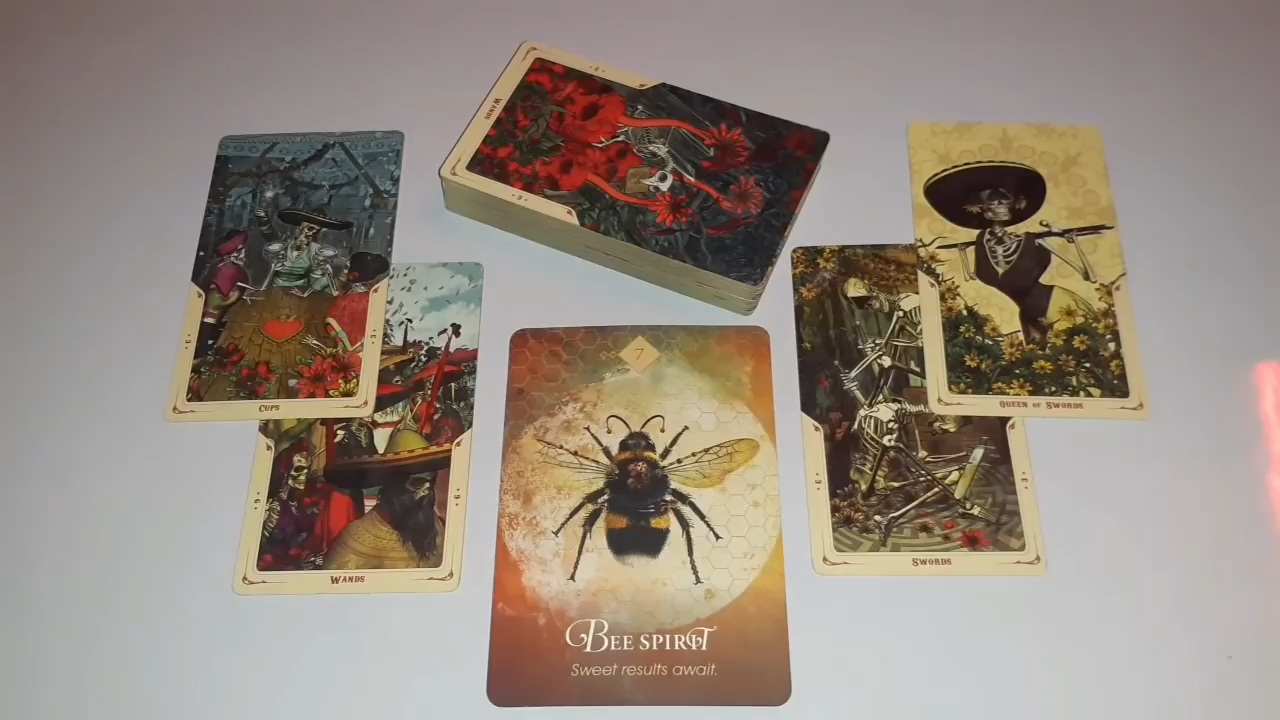 WANDS
CUPS
QUEEN OF SWORDS
WANDS
SWORDS
7
BEE SPIRIT
Sweet results await.